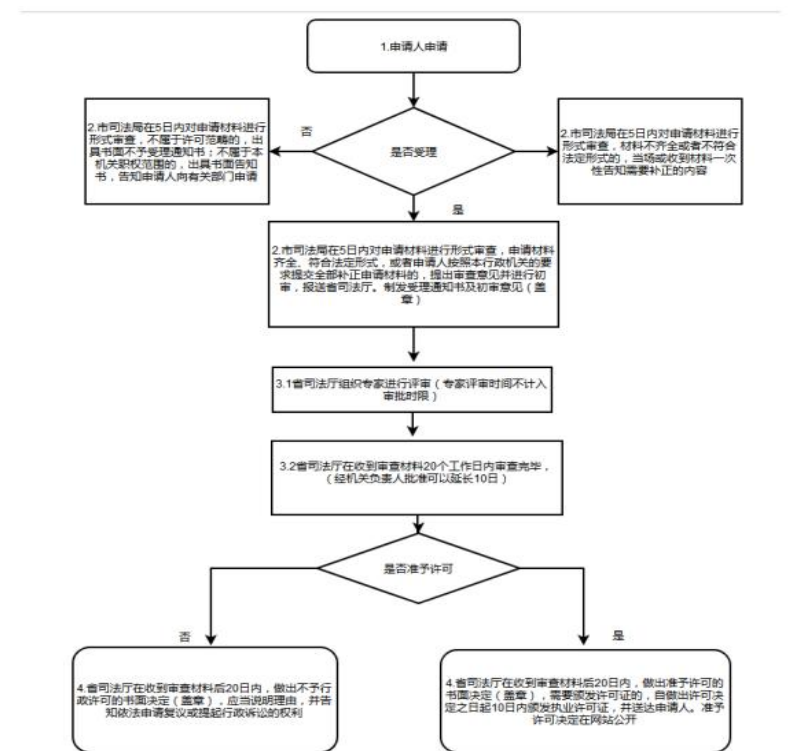 1.申请人申请
否
2.市司法局在5日内对申请材料进行
形式审查，不属于许可范畴的，出
具书面不予受理通知书；不属于本
机关职权范围的，出具书面告知
书，告知申请人向有关部门申请
是否受理
2.市司法局在5日内对申请材料进行
形式审查，材料不齐全或者不符合
法定形式的，当场或收到材料一次
性告知需要补正的内容
是
2.市司法局在5日内对申请材料进行形式审查，申请材料
齐全、符合法定形式，或者申请人按照本行政机关的要
求提交全部补正申请材料的，提出审查意见并进行初
审，报送省司法厅。制发受理通知书及初审意见（盖
章）
3.1省司法厅组织专家进行评审（专家评审时间不计入
审批时限）
3.2省司法厅在收到审查材料20个工作日内审查完毕，
（经机关负责人批准可以延长10日）
是否准予许可
否
是
4.省司法厅在收到审查材料后20日内，做出不予行
政许可的书面决定（盖章），应当说明理由，并告
知依法申请复议或提起行政诉讼的权利
4.省司法厅在收到审查材料后20日内，做出准予许可的
书面决定（盖章），需要颁发许可证的，自做出许可决
定之日起10日内颁发执业许可证，并送达申请人。准予
许可决定在网站公开